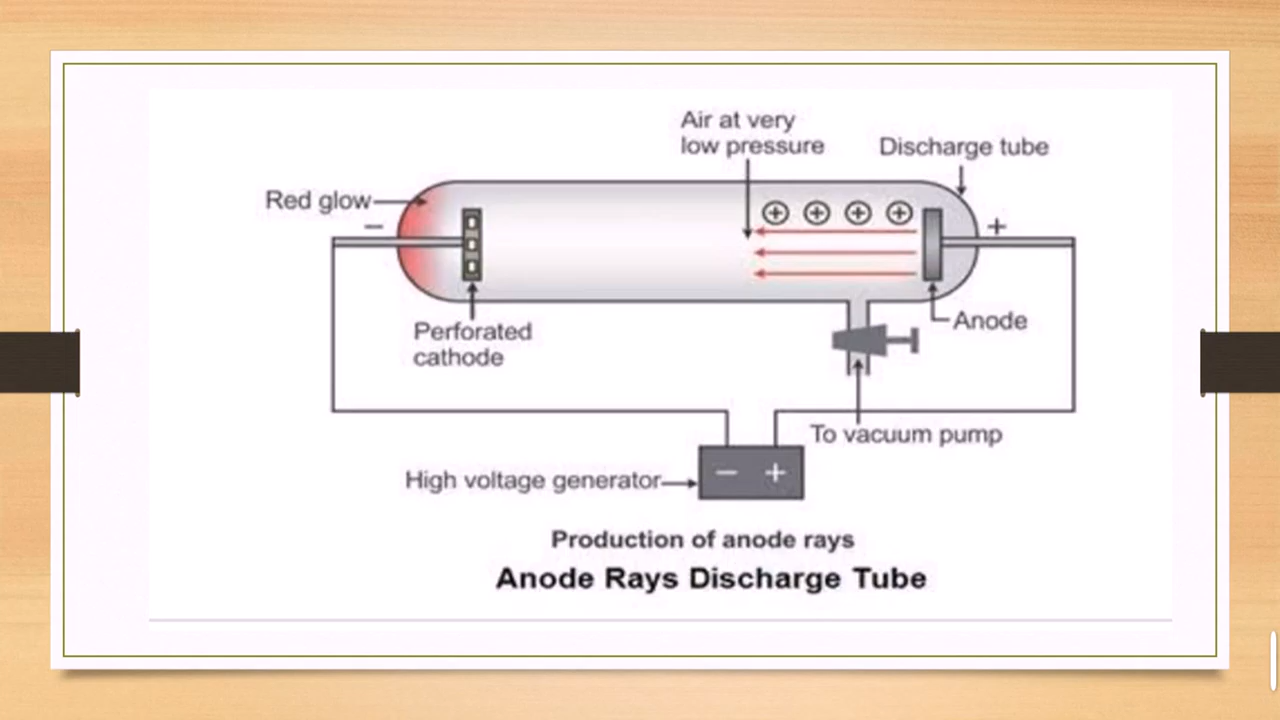 Air at very
low pressure
Discharge tube
Red glow
−
+
+ + + +
Perforated
cathode
Anode
To vacuum pump
High voltage generator
− +
Production of anode rays
Anode Rays Discharge Tube